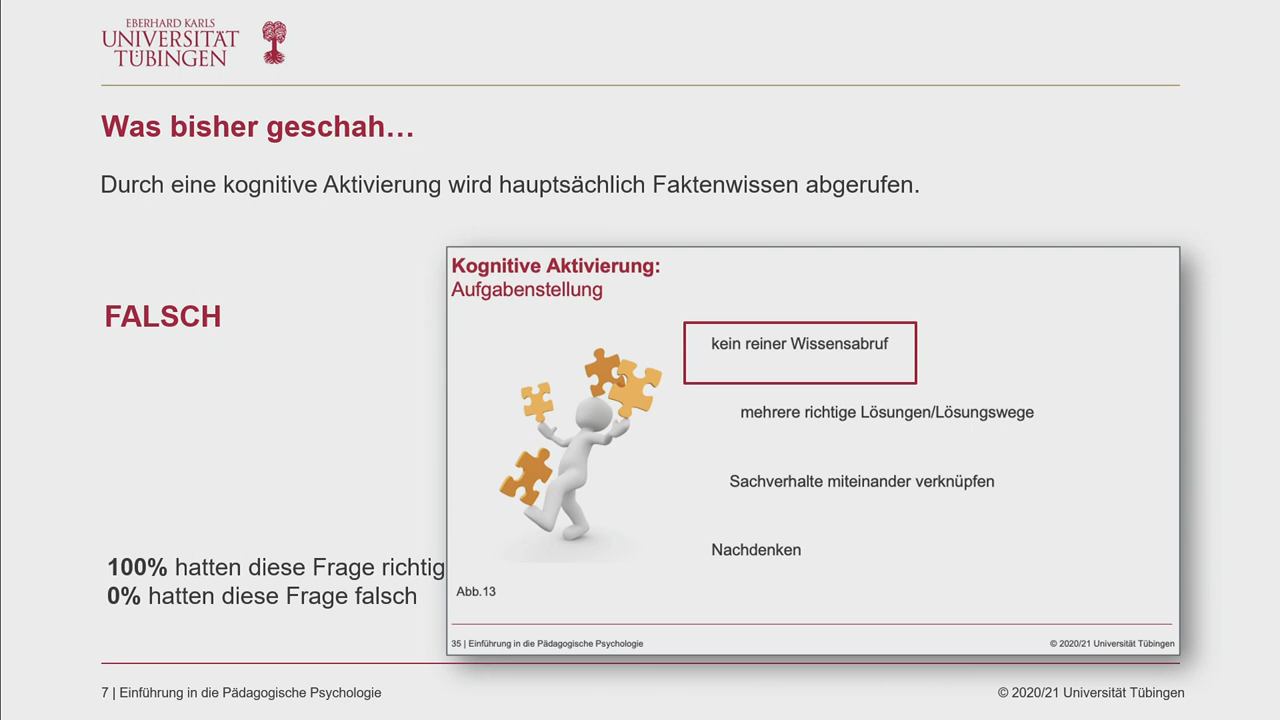 EBERHARD KARLS
UNIVERSITÄT
TÜBINGEN
Was bisher geschah…
Durch eine kognitive Aktivierung wird hauptsächlich Faktenwissen abgerufen.
FALSCH
Kognitive Aktivierung:
Aufgabenstellung
kein reiner Wissensabruf
mehrere richtige Lösungen/Lösungswege
Sachverhalte miteinander verknüpfen
Nachdenken
Abb.13
35 | Einführung in die Pädagogische Psychologie
© 2020/21 Universität Tübingen
100% hatten diese Frage richtig
0% hatten diese Frage falsch
7 | Einführung in die Pädagogische Psychologie
© 2020/21 Universität Tübingen